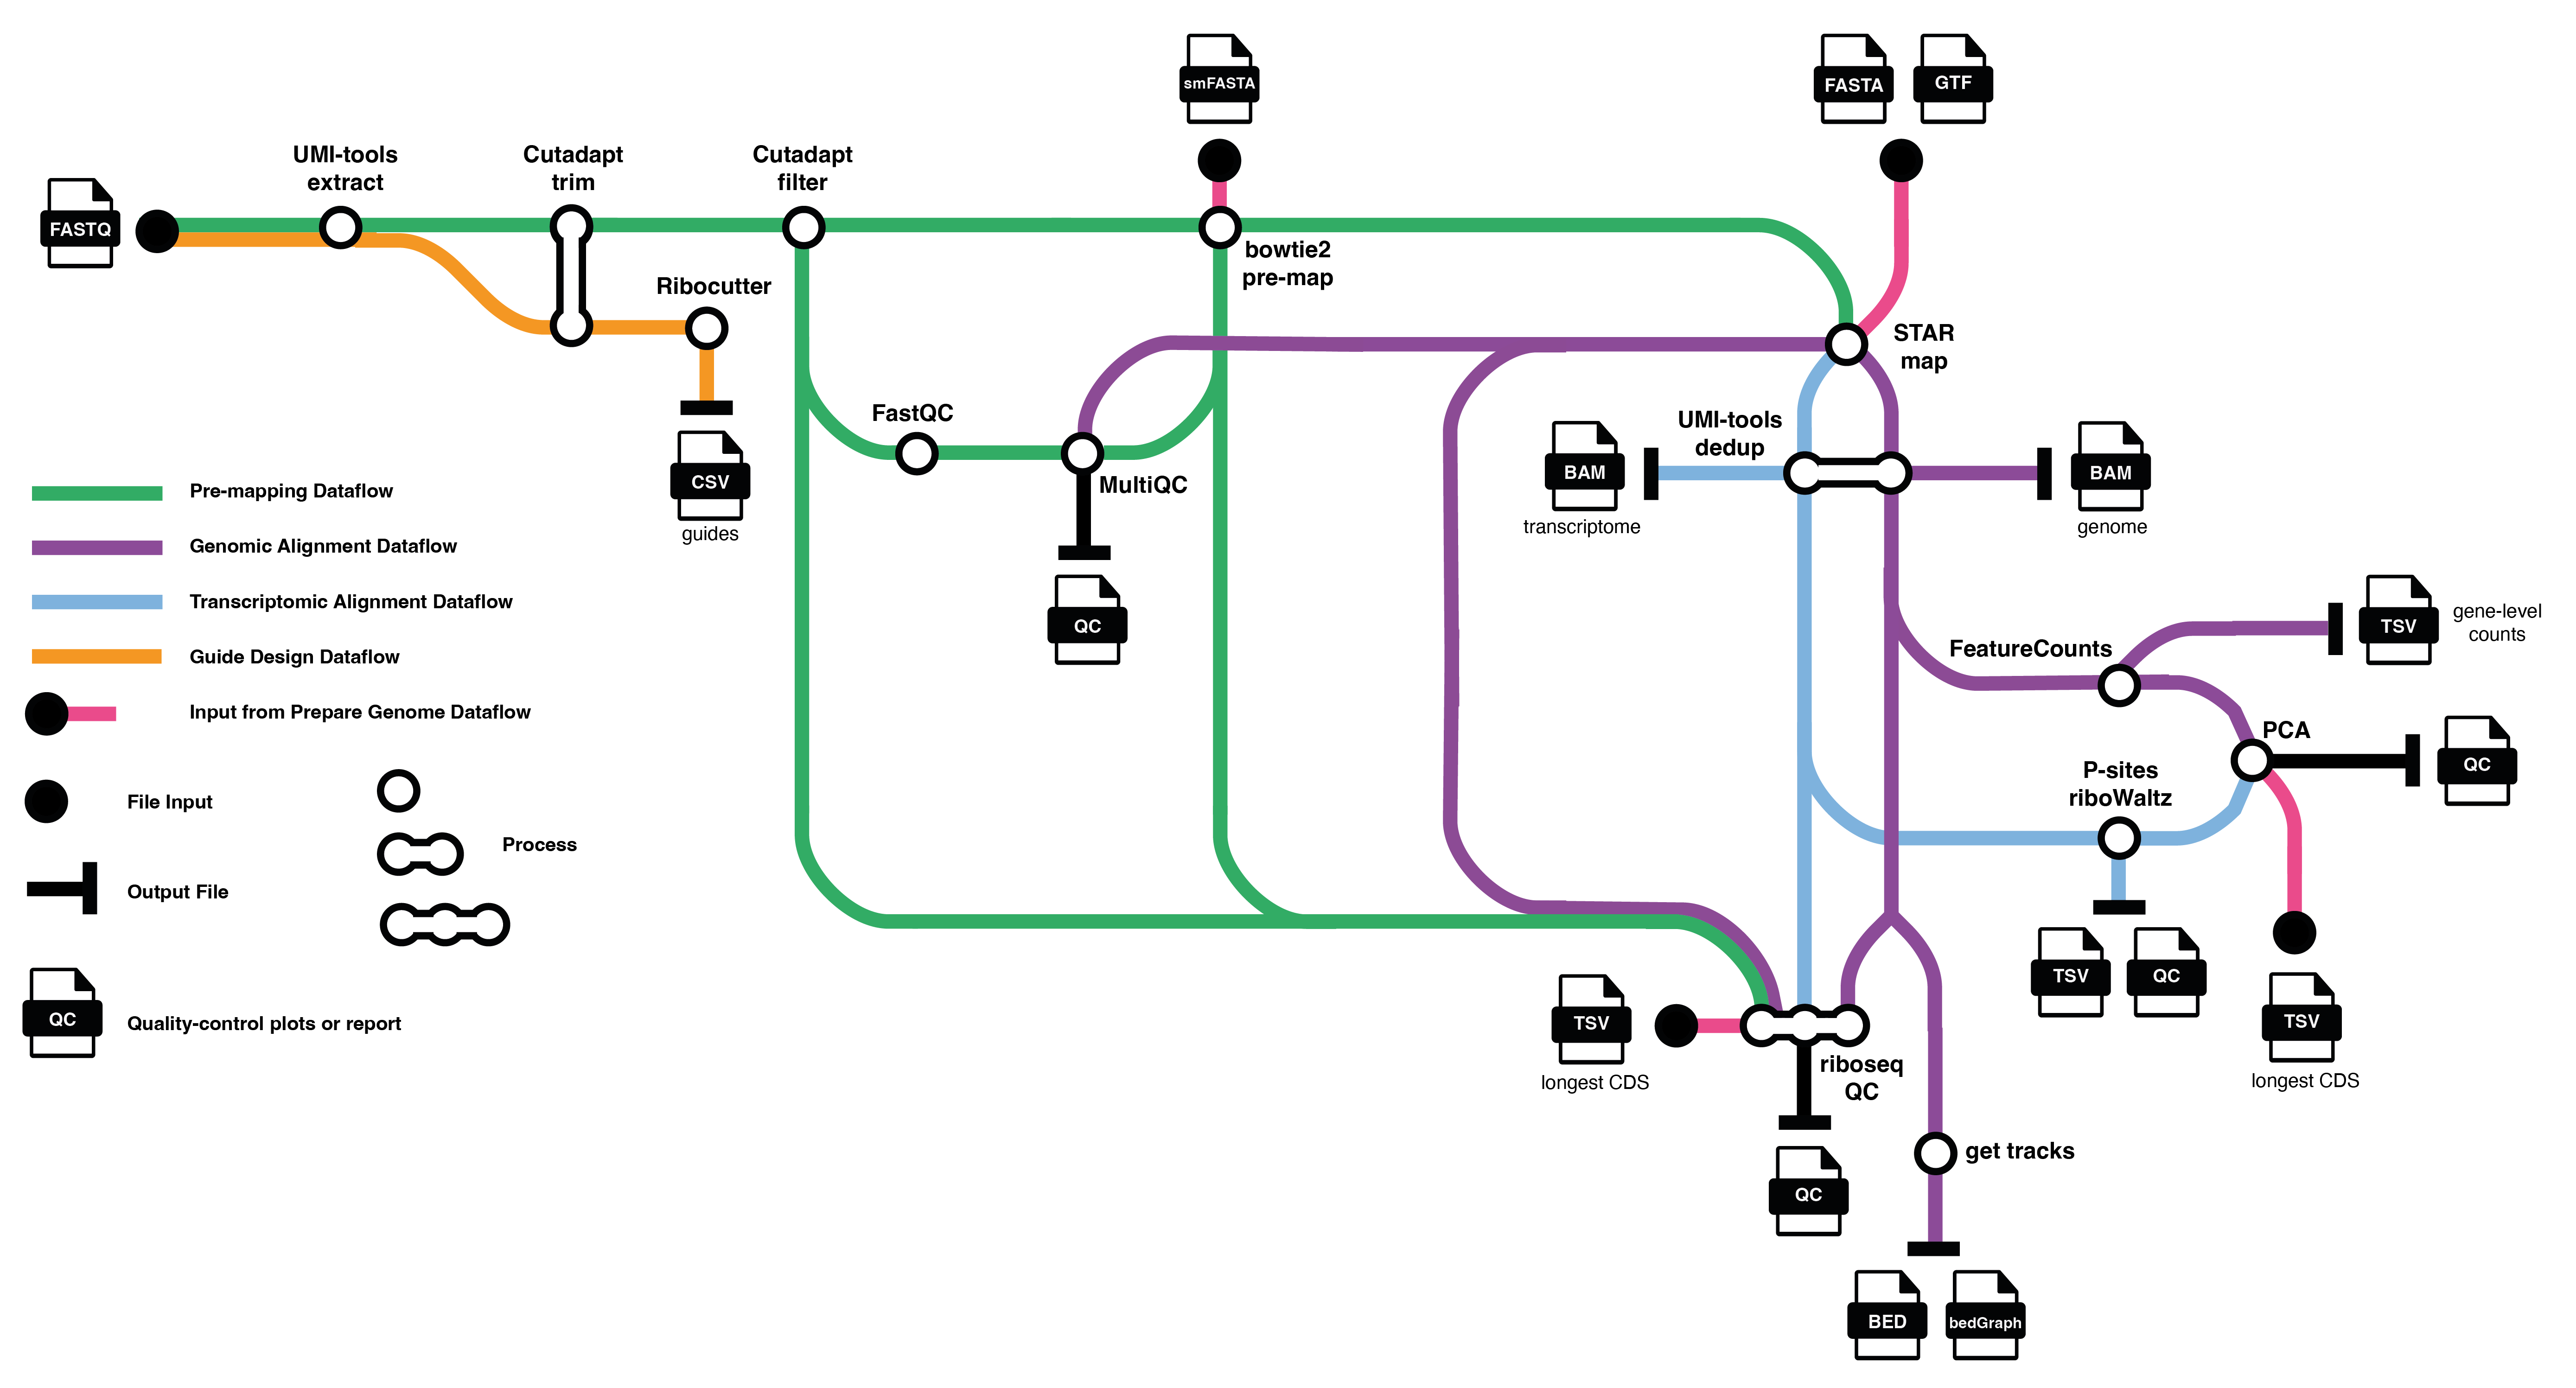 smFASTA
FASTA
GTF
UMI-tools
extract
Cutadapt
trim
Cutadapt
filter
FASTQ
bowtie2
pre-map
Ribocutter
STAR
map
FastQC
UMI-tools
dedup
MultiQC
CSV
guides
BAM
transcriptome
BAM
genome
Pre-mapping Dataflow
Genomic Alignment Dataflow
Transcriptomic Alignment Dataflow
Guide Design Dataflow
Input from Prepare Genome Dataflow
QC
TSV
gene-level
counts
FeatureCounts
PCA
QC
P-sites
riboWaltz
File Input
Process
Output File
QC
Quality-control plots or report
TSV
QC
TSV
longest CDS
TSV
longest CDS
riboseq
QC
get tracks
QC
BED
bedGraph